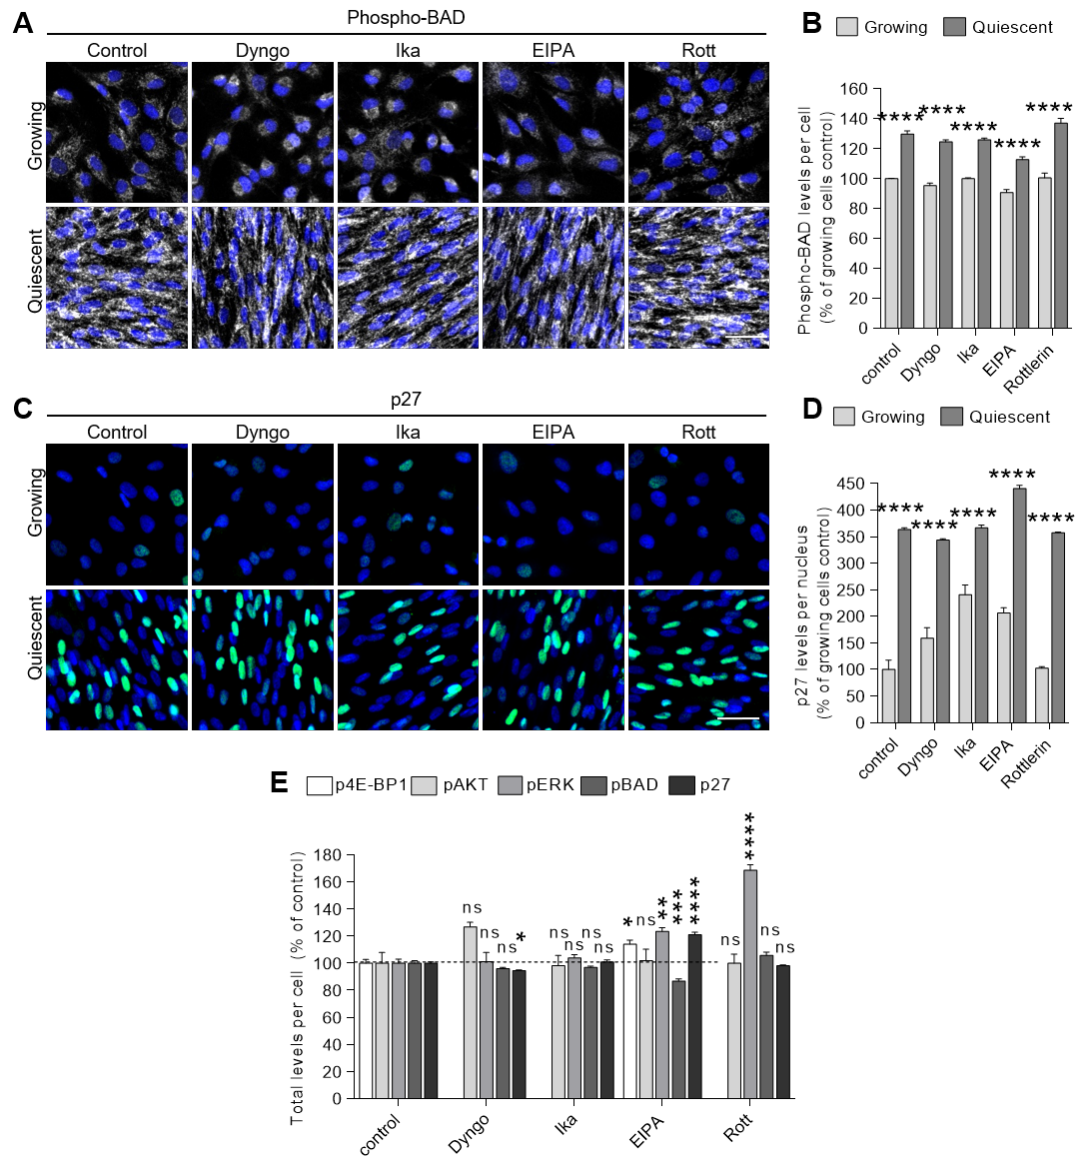 A
Phospho-BAD
Control Dyngo Ika EIPA Rott
Growing
Quiescent
B
Growing Quiescent
Phospho-BAD levels per cell
(% of growing cells control)
160
140
120
100
80
60
40
20
0
**** **** **** **** ****
control Dyngo Ika EIPA Rottlerin
C
p27
Control Dyngo Ika EIPA Rott
Growing
Quiescent
D
Growing Quiescent
p27 levels per nucleus
(% of growing cells control)
450
400
350
300
250
200
150
100
50
0
**** **** **** **** ****
control Dyngo Ika EIPA Rottlerin
E
p4E-BP1 pAKT pERK pBAD p27
Total levels per cell (% of control)
180
160
140
120
100
80
60
40
20
0
ns ns ns *
ns ns ns ns
* ns ** *** ****
ns **** ns ns
control Dyngo Ika EIPA Rott